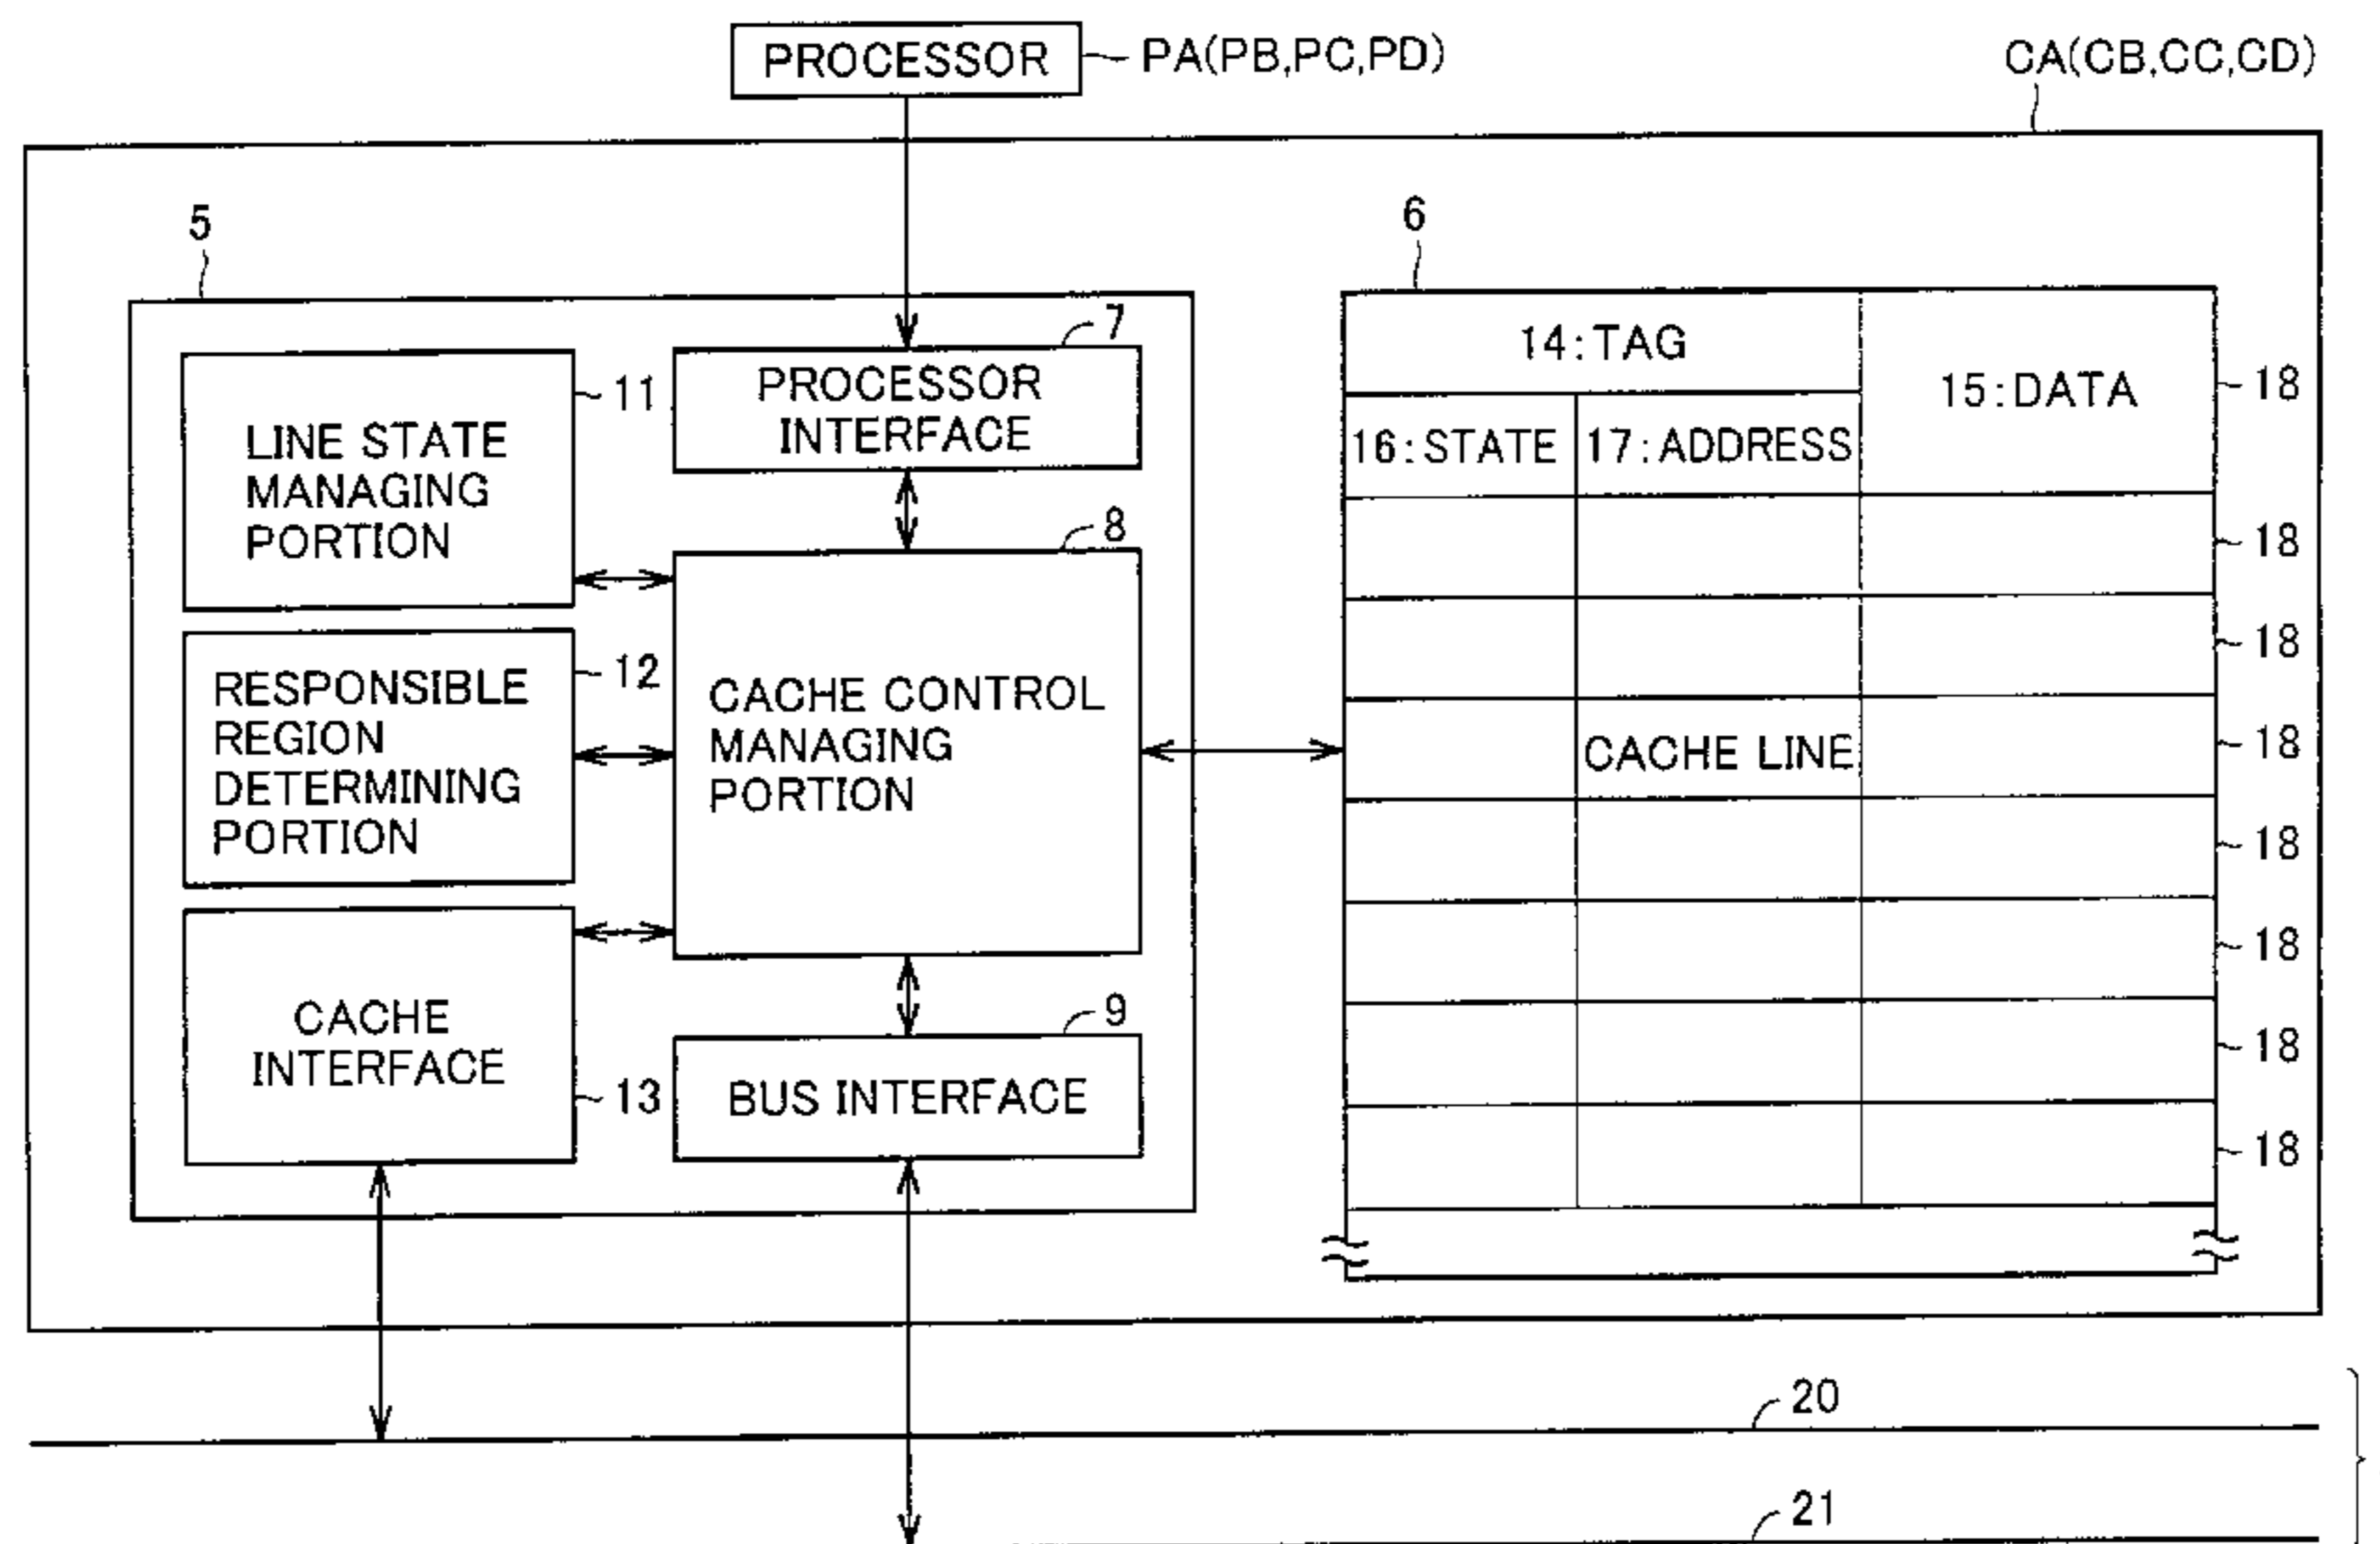 PROCESSOR
PA(PB,PC,PD)
CA(CB,CC,CD)
5
6
7
PROCESSOR
INTERFACE
11
LINE STATE
MANAGING
PORTION
8
12
RESPONSIBLE
REGION
DETERMINING
PORTION
CACHE CONTROL
MANAGING
PORTION
CACHE
INTERFACE
13
9
BUS INTERFACE
14:TAG
15:DATA
18
16:STATE
17:ADDRESS
18
18
CACHE LINE
18
18
18
18
18
20
21